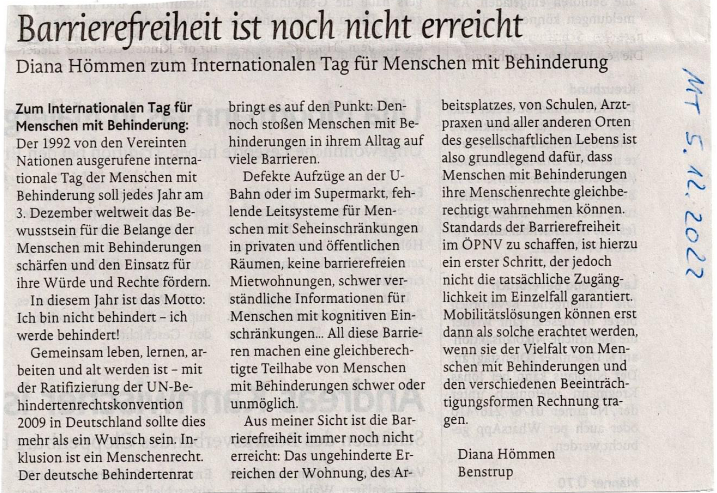 Barrierefreiheit ist noch nicht erreicht
Diana Hömmen zum Internationalen Tag für Menschen mit Behinderung
Zum Internationalen Tag für
Menschen mit Behinderung:
Der 1992 von den Vereinten
Nationen ausgerufene interna-
tionale Tag der Menschen mit
Behinderung soll jedes Jahr am
3. Dezember weltweit das Be-
wusstsein für die Belange der
Menschen mit Behinderungen
schärfen und den Einsatz für
ihre Würde und Rechte fördern.
In diesem Jahr ist das Motto:
Ich bin nicht behindert – ich
werde behindert!
Gemeinsam leben, lernen, ar-
beiten und alt werden ist – mit
der Ratifizierung der UN-Be-
hindertenrechtskonvention
2009 in Deutschland sollte dies
mehr als ein Wunsch sein. In-
klusion ist ein Menschenrecht.
Der deutsche Behindertenrat
bringt es auf den Punkt: Den-
noch stoßen Menschen mit Be-
hinderungen in ihrem Alltag auf
viele Barrieren.
Defekte Aufzüge an der U-
Bahn oder im Supermarkt, feh-
lende Leitsysteme für Men-
schen mit Seheinschränkungen
in privaten und öffentlichen
Räumen, keine barrierefreien
Mietwohnungen, schwer ver-
ständliche Informationen für
Menschen mit kognitiven Ein-
schränkungen... All diese Barrie-
ren machen eine gleichberech-
tigte Teilhabe von Menschen
mit Behinderungen schwer oder
unmöglich.
Aus meiner Sicht ist die Bar-
rierefreiheit immer noch nicht
erreicht: Das ungehinderte Er-
reichen der Wohnung, des Ar-
beitsplatzes, von Schulen, Arzt-
praxen und aller anderen Orten
des gesellschaftlichen Lebens ist
also grundlegend dafür, dass
Menschen mit Behinderungen
ihre Menschenrechte gleichbe-
rechtigt wahrnehmen können.
Standards der Barrierefreiheit
im ÖPNV zu schaffen, ist hierzu
ein erster Schritt, der jedoch
nicht die tatsächliche Zugäng-
lichkeit im Einzelfall garantiert.
Mobilitätslösungen können erst
dann als solche erachtet werden,
wenn sie der Vielfalt von Men-
schen mit Behinderungen und
den verschiedenen Beeinträch-
tigungsformen Rechnung tra-
gen.
Diana Hömmen
Benstrup
MT 5.12.2022